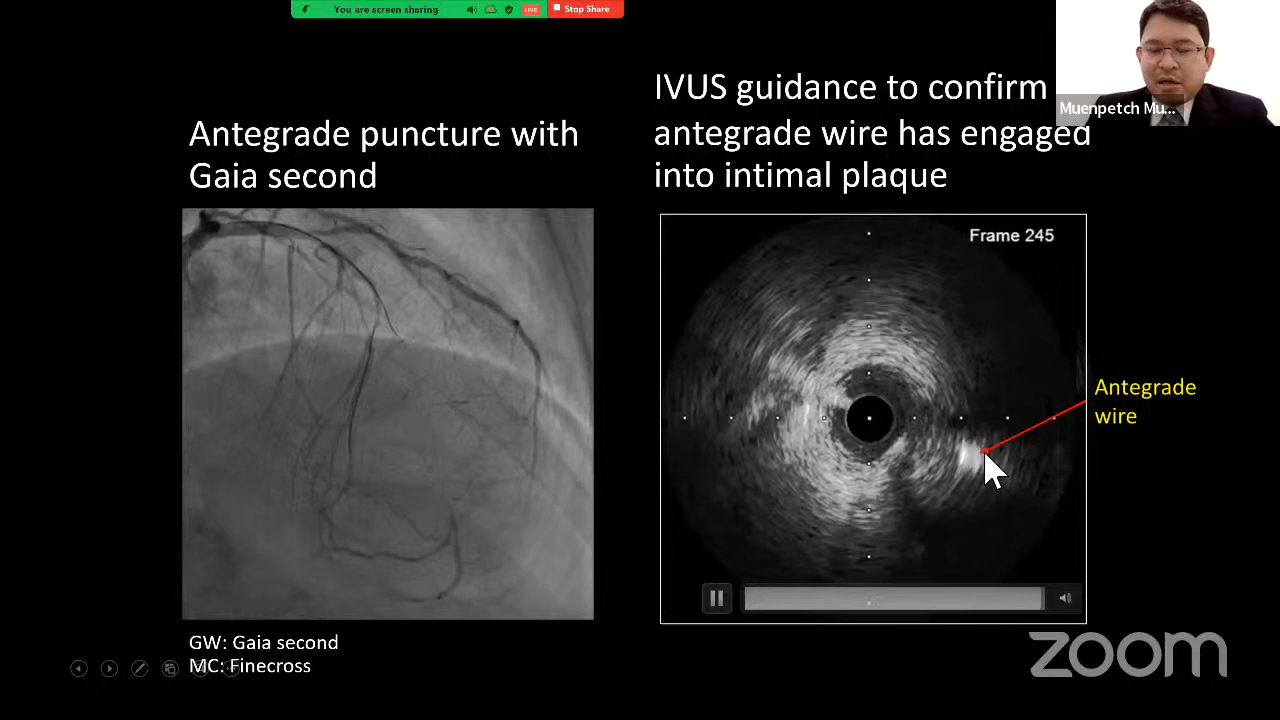 You are screen sharing
LIVE
Stop Share
Muenpetch Mu...
Antegrade puncture with
Gaia second
IVUS guidance to confirm
antegrade wire has engaged
into intimal plaque
Frame 245
Antegrade
wire
GW: Gaia second
MC: Finecross
zoom